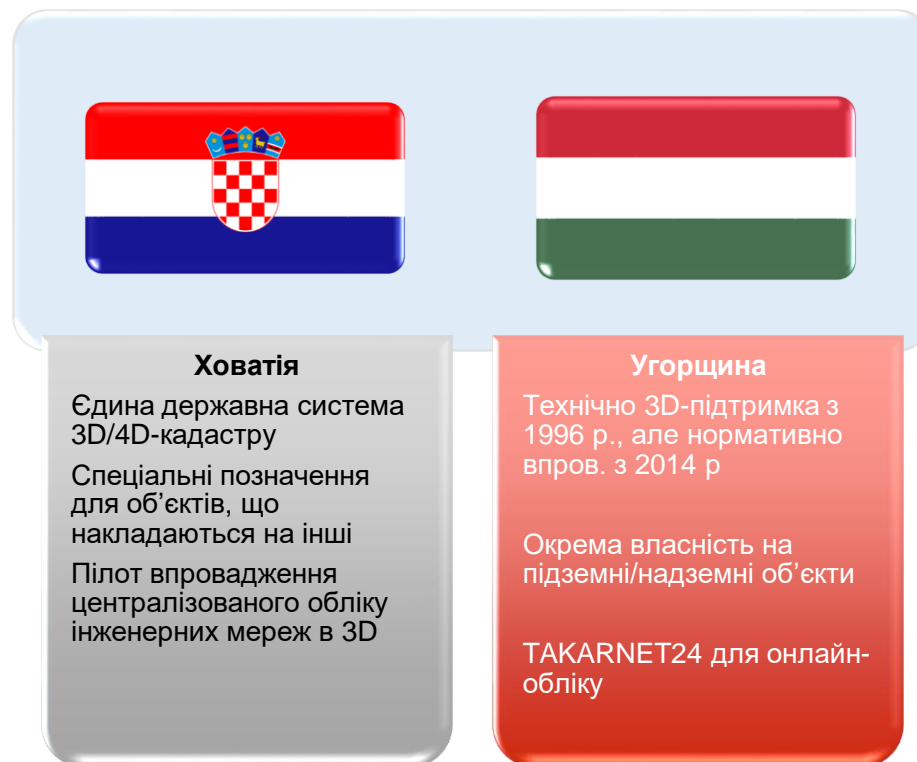 Ховатія
Єдина державна система
3D/4D-кадастру
Спеціальні позначення
для об’єктів, що
накладаються на інші
Пілот впровадження
централізованого обліку
інженерних мереж в 3D
Угорщина
Технічно 3D-підтримка з
1996 р., але нормативно
впров. з 2014 р
Окрема власність на
підземні/надземні об’єкти
TAKARNET24 для онлайн-
обліку